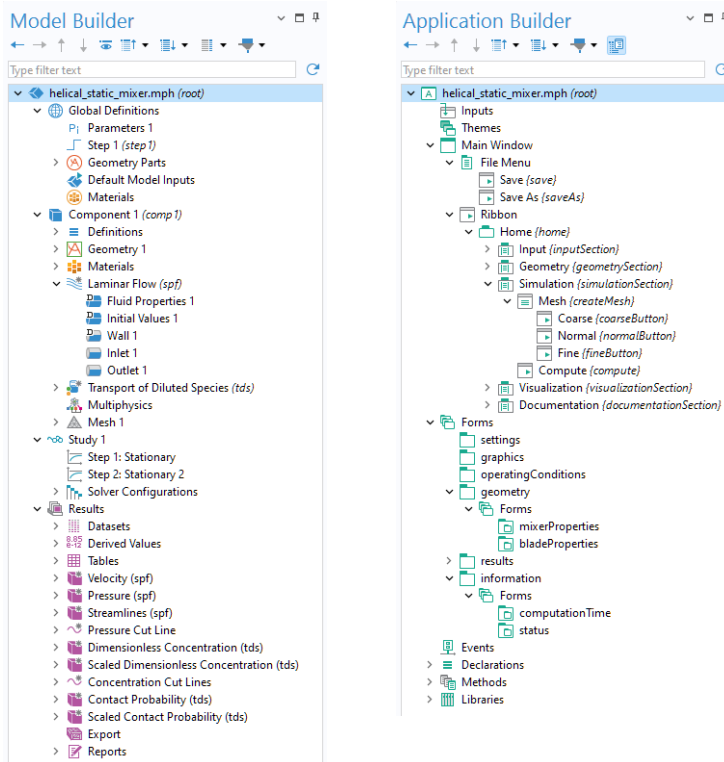 Model Builder
Type filter text
helical_static_mixer.mph (root)
Global Definitions
Pi Parameters 1
Step 1 (step1)
Geometry Parts
Default Model Inputs
Materials
Component 1 (comp1)
Definitions
Geometry 1
Materials
Laminar Flow (spf)
Fluid Properties 1
Initial Values 1
Wall 1
Inlet 1
Outlet 1
Transport of Diluted Species (tds)
Multiphysics
Mesh 1
Study 1
Step 1: Stationary
Step 2: Stationary 2
Solver Configurations
Results
Datasets
8.85
e-12 Derived Values
Tables
Velocity (spf)
Pressure (spf)
Streamlines (spf)
Pressure Cut Line
Dimensionless Concentration (tds)
Scaled Dimensionless Concentration (tds)
Concentration Cut Lines
Contact Probability (tds)
Scaled Contact Probability (tds)
Export
Reports
Application Builder
Type filter text
A helical_static_mixer.mph (root)
Inputs
Themes
Main Window
File Menu
Save {save}
Save As {saveAs}
Ribbon
Home {home}
Input {inputSection}
Geometry {geometrySection}
Simulation {simulationSection}
Mesh {createMesh}
Coarse {coarseButton}
Normal {normalButton}
Fine {fineButton}
Compute {compute}
Visualization {visualizationSection}
Documentation {documentationSection}
Forms
settings
graphics
operatingConditions
geometry
Forms
mixerProperties
bladeProperties
results
information
Forms
computationTime
status
Events
Declarations
Methods
Libraries